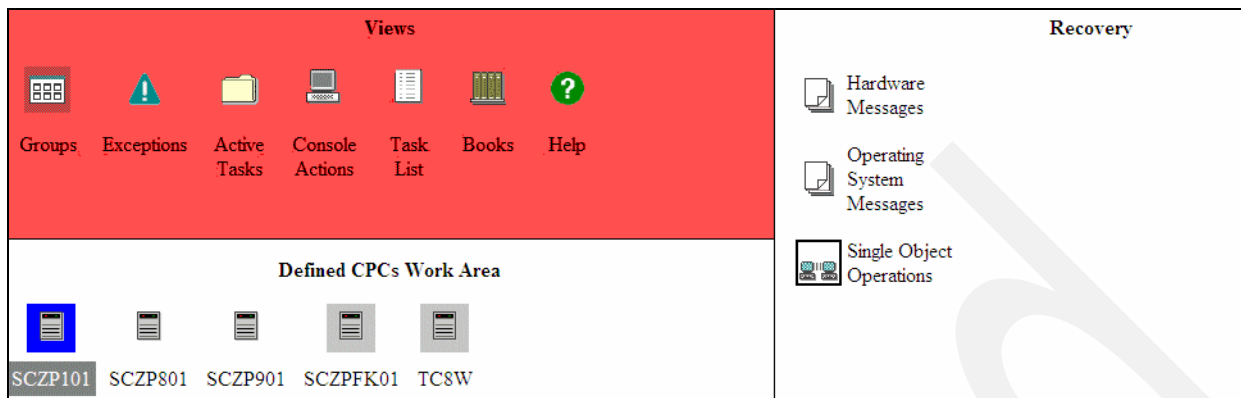 Views
Groups
Exceptions
Active
Tasks
Console
Actions
Task
List
Books
Help
Defined CPCs Work Area
SCZP101
SCZP801
SCZP901
SCZPFK01
TC8W
Recovery
Hardware
Messages
Operating
System
Messages
Single Object
Operations